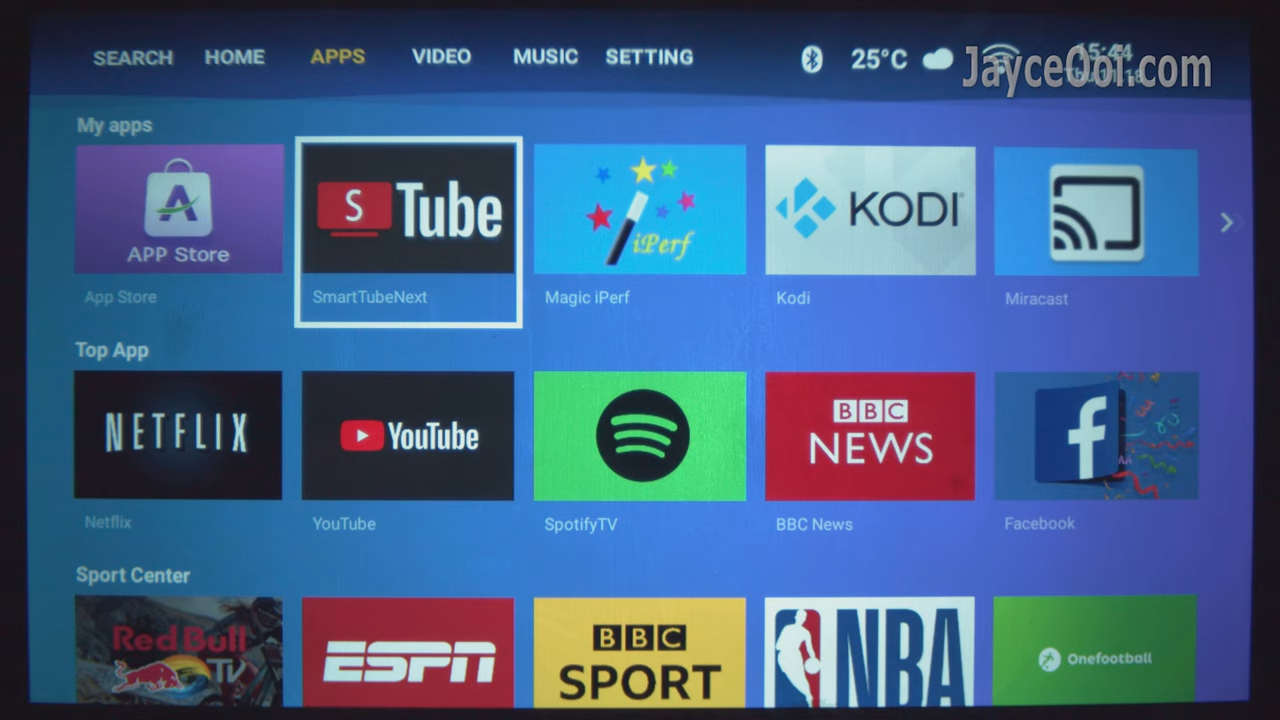 SEARCH HOME APPS VIDEO MUSIC SETTING 25°C 15:44
JayceOoi.com
My apps
A
APP Store
S Tube
iPerf
KODI
App Store SmartTubeNext Magic iPerf Kodi Miracast
Top App
NETFLIX YouTube BBC NEWS f
Netflix YouTube SpotifyTV BBC News Facebook
Sport Center
Red Bull TV ESPN BBC SPORT NBA Onefootball